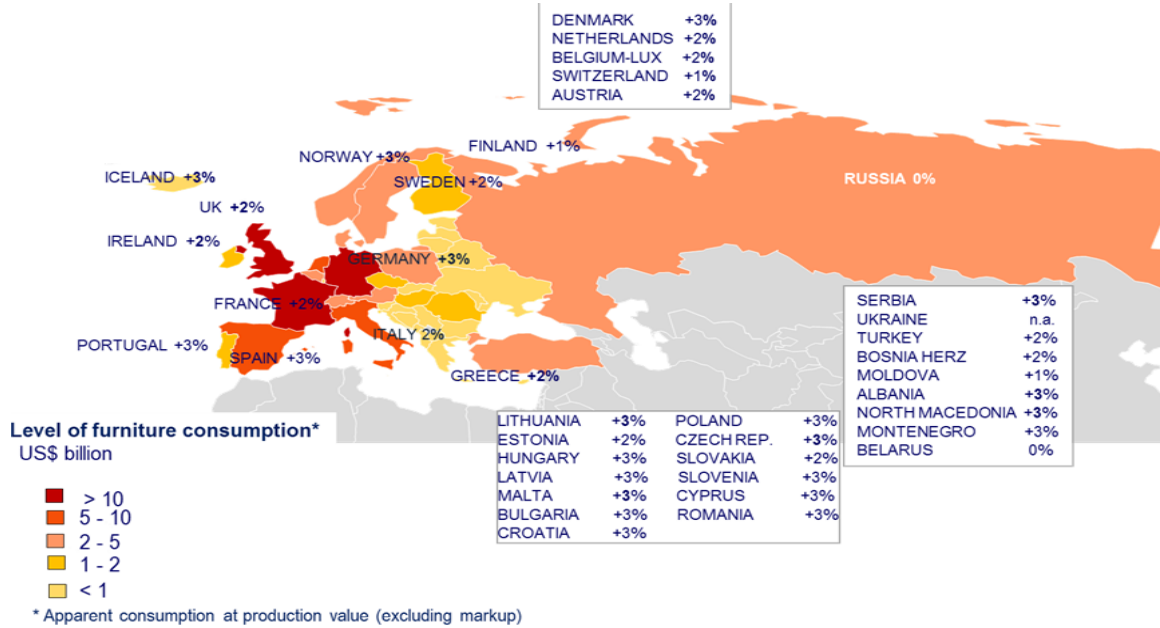 DENMARK +3%
NETHERLANDS +2%
BELGIUM-LUX +2%
SWITZERLAND +1%
AUSTRIA +2%
FINLAND +1%
NORWAY +3%
ICELAND +3%
SWEDEN +2%
RUSSIA 0%
UK +2%
IRELAND +2%
GERMANY +3%
FRANCE +2%
ITALY 2%
PORTUGAL +3%
SPAIN +3%
GREECE +2%
SERBIA +3%
UKRAINE n.a.
TURKEY +2%
BOSNIA HERZ +2%
MOLDOVA +1%
ALBANIA +3%
NORTH MACEDONIA +3%
MONTENEGRO +3%
BELARUS 0%
LITHUANIA +3% POLAND +3%
ESTONIA +2% CZECH REP. +3%
HUNGARY +3% SLOVAKIA +2%
LATVIA +3% SLOVENIA +3%
MALTA +3% CYPRUS +3%
BULGARIA +3% ROMANIA +3%
CROATIA +3%
Level of furniture consumption*
US$ billion
> 10
5 - 10
2 - 5
1 - 2
< 1
* Apparent consumption at production value (excluding markup)